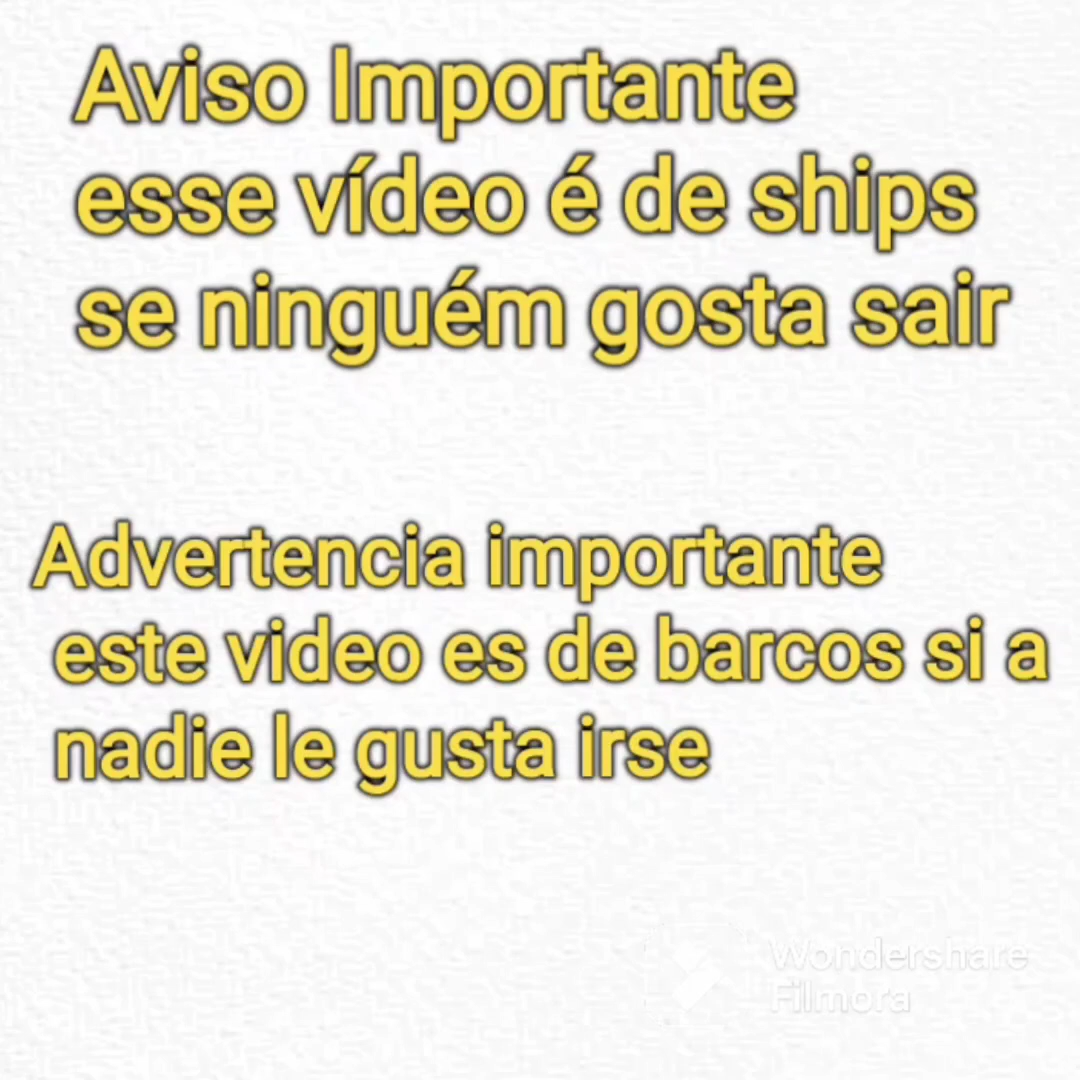 Aviso Importante
esse vídeo é de ships
se ninguém gosta sair
Advertencia importante
este video es de barcos si a
nadie le gusta irse
Wondershare
Filmora